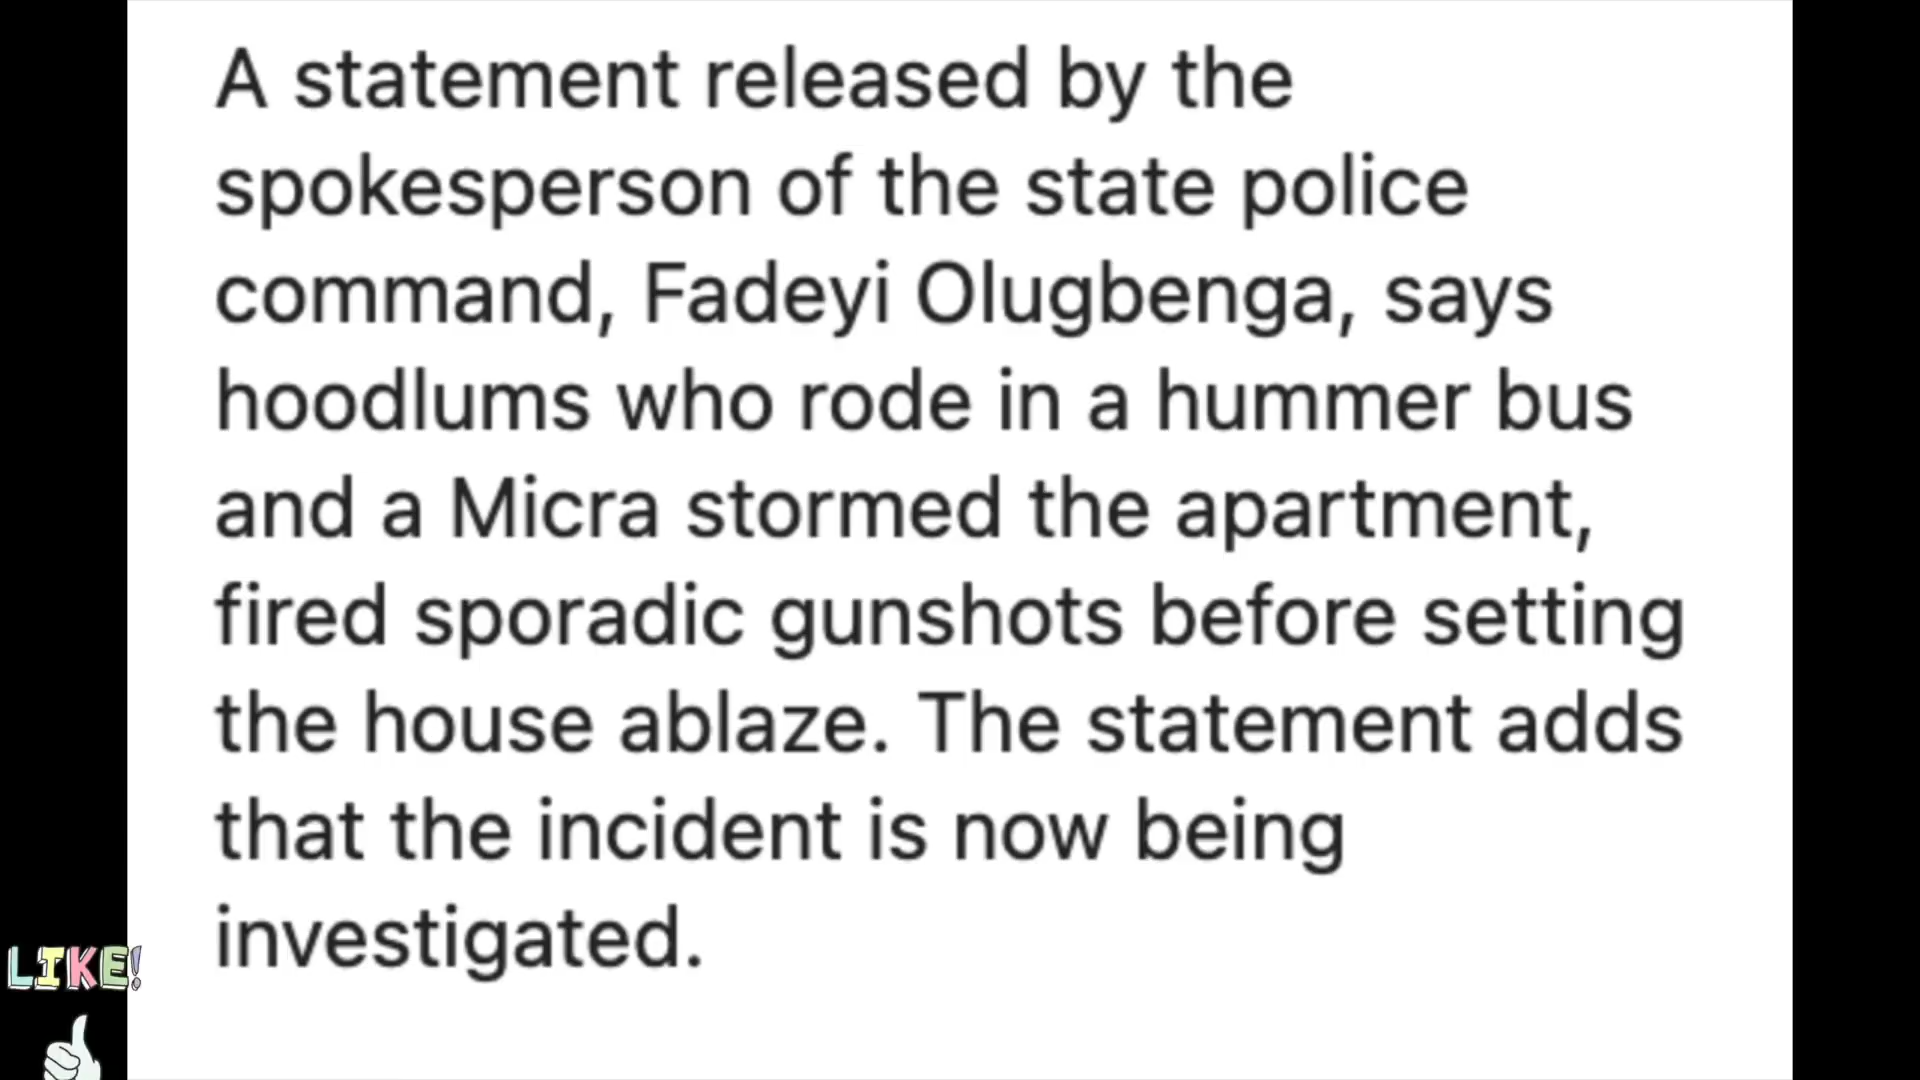 A statement released by the
spokesperson of the state police
command, Fadeyi Olugbenga, says
hoodlums who rode in a hummer bus
and a Micra stormed the apartment,
fired sporadic gunshots before setting
the house ablaze. The statement adds
that the incident is now being
investigated.
LIKE!